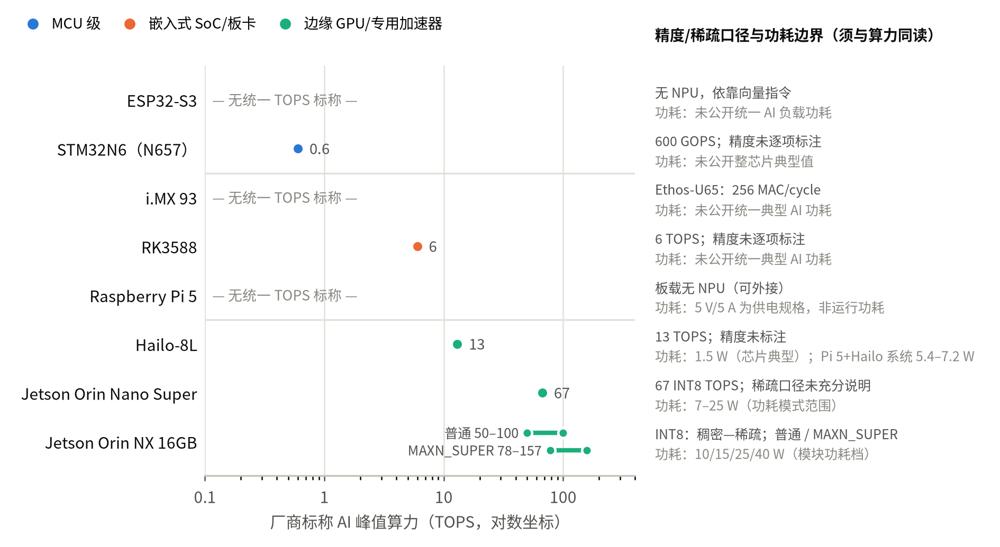 MCU 级
嵌入式 SoC/板卡
边缘 GPU/专用加速器
精度/稀疏口径与功耗边界（须与算力同读）
ESP32-S3
— 无统一 TOPS 标称 —
无 NPU，依靠向量指令
功耗：未公开统一 AI 负载功耗
STM32N6（N657）
0.6
600 GOPS；精度未逐项标注
功耗：未公开整芯片典型值
i.MX 93
— 无统一 TOPS 标称 —
Ethos-U65：256 MAC/cycle
功耗：未公开统一典型 AI 功耗
RK3588
6
6 TOPS；精度未逐项标注
功耗：未公开统一典型 AI 功耗
Raspberry Pi 5
— 无统一 TOPS 标称 —
板载无 NPU（可外接）
功耗：5 V/5 A 为供电规格，非运行功耗
Hailo-8L
13
13 TOPS；精度未标注
功耗：1.5 W（芯片典型）；Pi 5+Hailo 系统 5.4–7.2 W
Jetson Orin Nano Super
67
67 INT8 TOPS；稀疏口径未充分说明
功耗：7–25 W（功耗模式范围）
Jetson Orin NX 16GB
普通 50–100
MAXN_SUPER 78–157
INT8：稠密—稀疏；普通 / MAXN_SUPER
功耗：10/15/25/40 W（模块功耗档）
0.1
1
10
100
厂商标称 AI 峰值算力（TOPS，对数坐标）